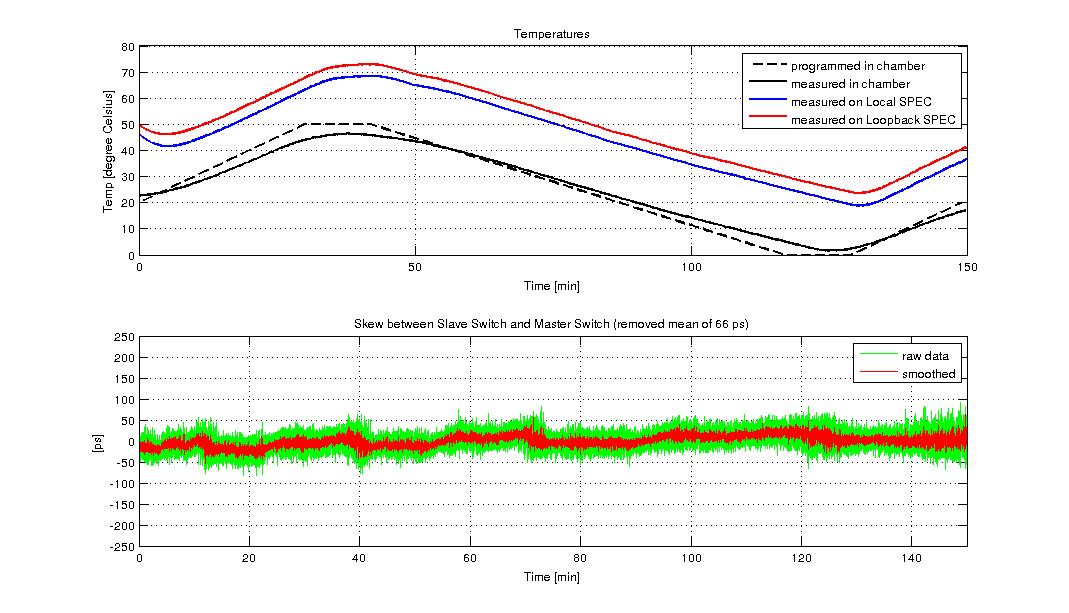 Temperatures
80
70
60
50
40
30
20
10
0
Temp [degree Celsius]
programmed in chamber
measured in chamber
measured on Local SPEC
measured on Loopback SPEC
0 50 100 150
Time [min]
Skew between Slave Switch and Master Switch (removed mean of 66 ps)
250
200
150
100
50
0
-50
-100
-150
-200
-250
[ps]
raw data
smoothed
0 20 40 60 80 100 120 140
Time [min]